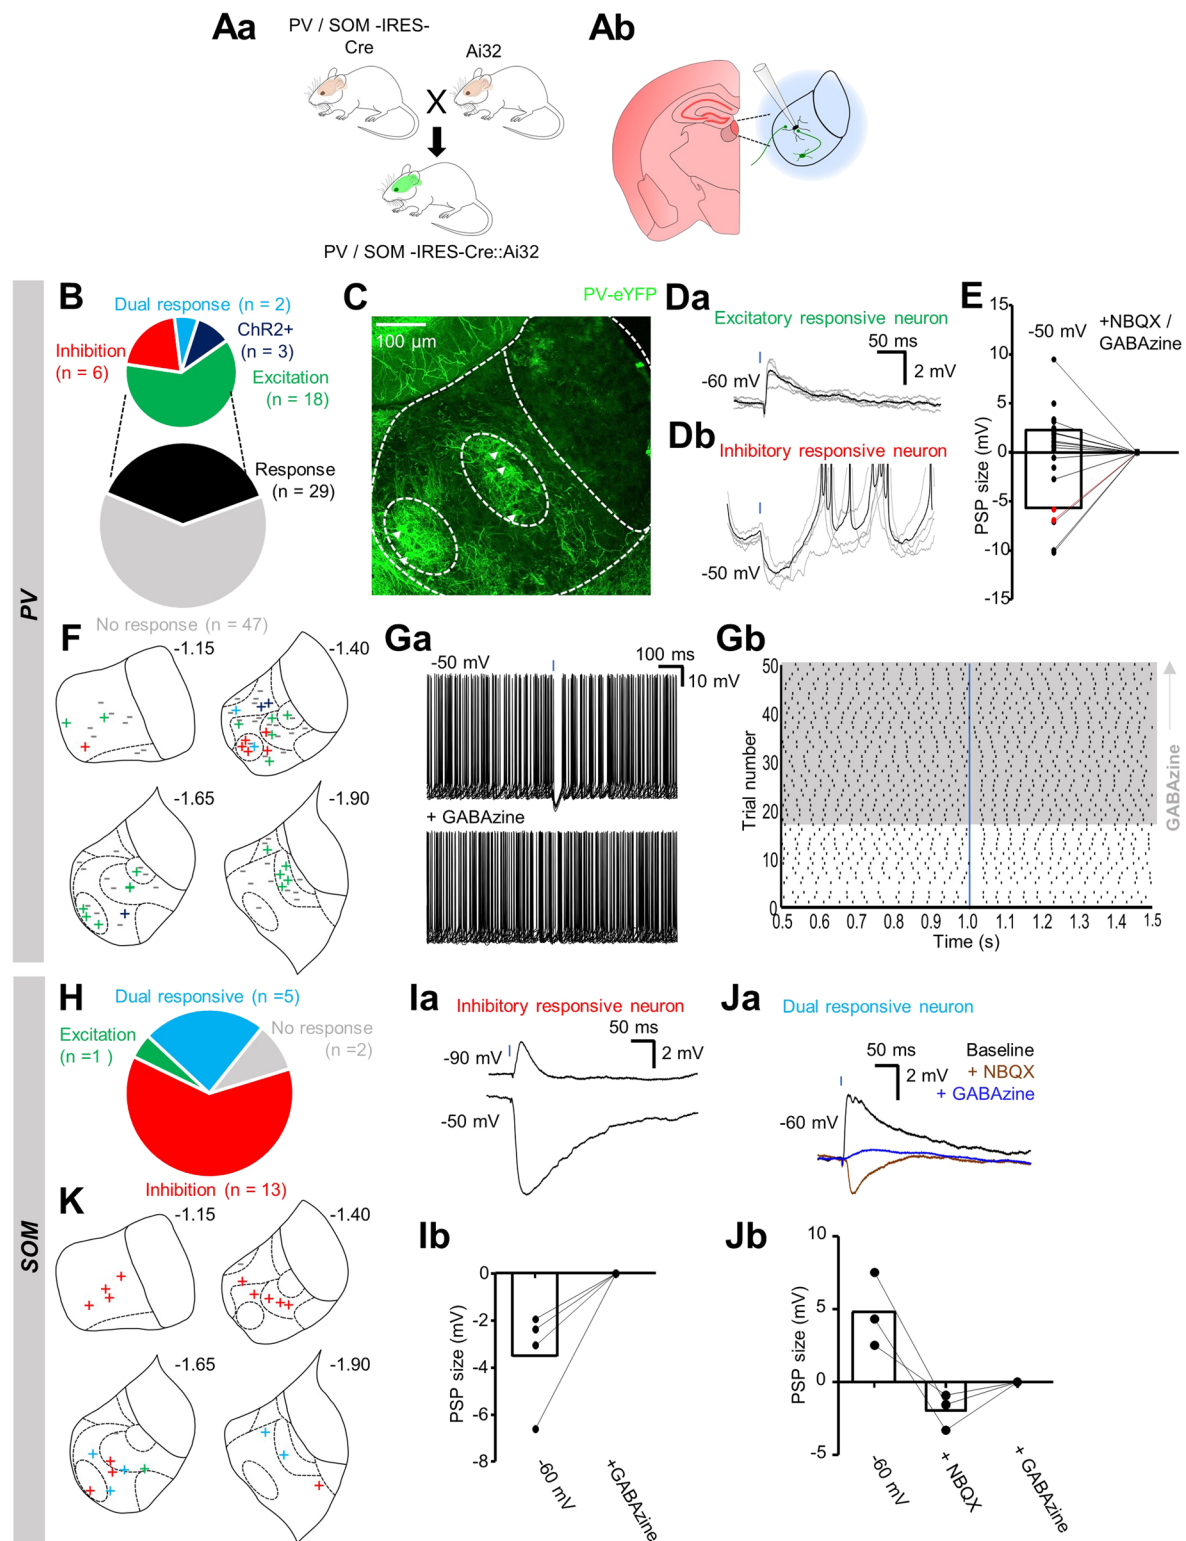 Aa
PV / SOM -IRES-
Cre
Ai32
X
PV / SOM -IRES-Cre::Ai32
Ab
PV
B
Dual response (n = 2)
ChR2+
(n = 3)
Inhibition
(n = 6)
Excitation
(n = 18)
Response
(n = 29)
No response (n = 47)
C
PV-eYFP
100 µm
Da
Excitatory responsive neuron
50 ms
2 mV
-60 mV
Db
Inhibitory responsive neuron
-50 mV
E
-50 mV
+NBQX /
GABAzine
PSP size (mV)
15
10
5
0
-5
-10
-15
F
-1.15
-1.40
-1.65
-1.90
Ga
-50 mV
100 ms
10 mV
+ GABAzine
Gb
Trial number
50
40
30
20
10
0
0.5 0.6 0.7 0.8 0.9 1.0 1.1 1.2 1.3 1.4 1.5
Time (s)
GABAzine
SOM
H
Dual responsive (n =5)
Excitation
(n =1 )
No response
(n =2)
Inhibition (n = 13)
Ia
Inhibitory responsive neuron
50 ms
2 mV
-90 mV
-50 mV
Ja
Dual responsive neuron
50 ms
2 mV
Baseline
+ NBQX
+ GABAzine
-60 mV
K
-1.15
-1.40
-1.65
-1.90
Ib
PSP size (mV)
0
-2
-4
-6
-8
-60 mV
+GABAzine
Jb
PSP size (mV)
10
5
0
-5
-60 mV
+ NBQX
+ GABAzine